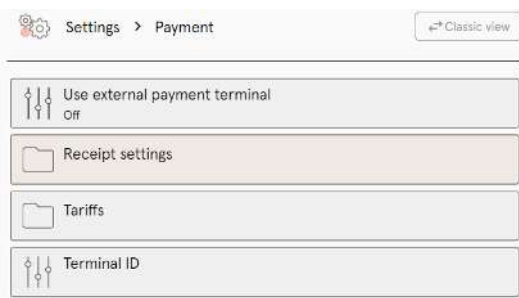 Settings > Payment
Classic view
Use external payment terminal
Off
Receipt settings
Tariffs
Terminal ID